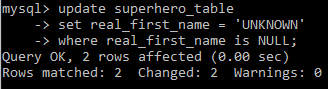 mysql> update superhero_table
    -> set real_first_name = 'UNKNOWN'
    -> where real_first_name is NULL;
Query OK, 2 rows affected (0.00 sec)
Rows matched: 2  Changed: 2  Warnings: 0